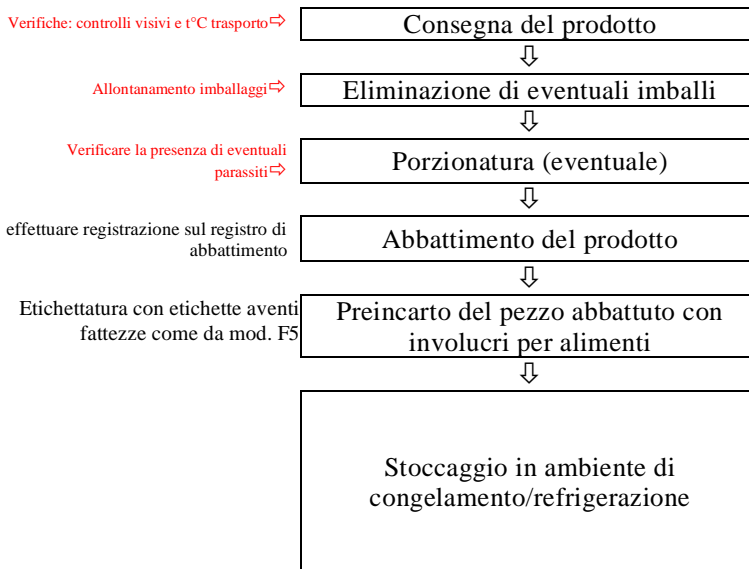 Verifiche: controlli visivi e t°C trasporto⇨
Consegna del prodotto
⇩
Allontanamento imballaggi⇨
Eliminazione di eventuali imballi
⇩
Verificare la presenza di eventuali
parassiti⇨
Porzionatura (eventuale)
⇩
effettuare registrazione sul registro di
abbattimento
Abbattimento del prodotto
⇩
Etichettatura con etichette aventi
fattezze come da mod. F5
Preincarto del pezzo abbattuto con
involucri per alimenti
⇩
Stoccaggio in ambiente di
congelamento/refrigerazione